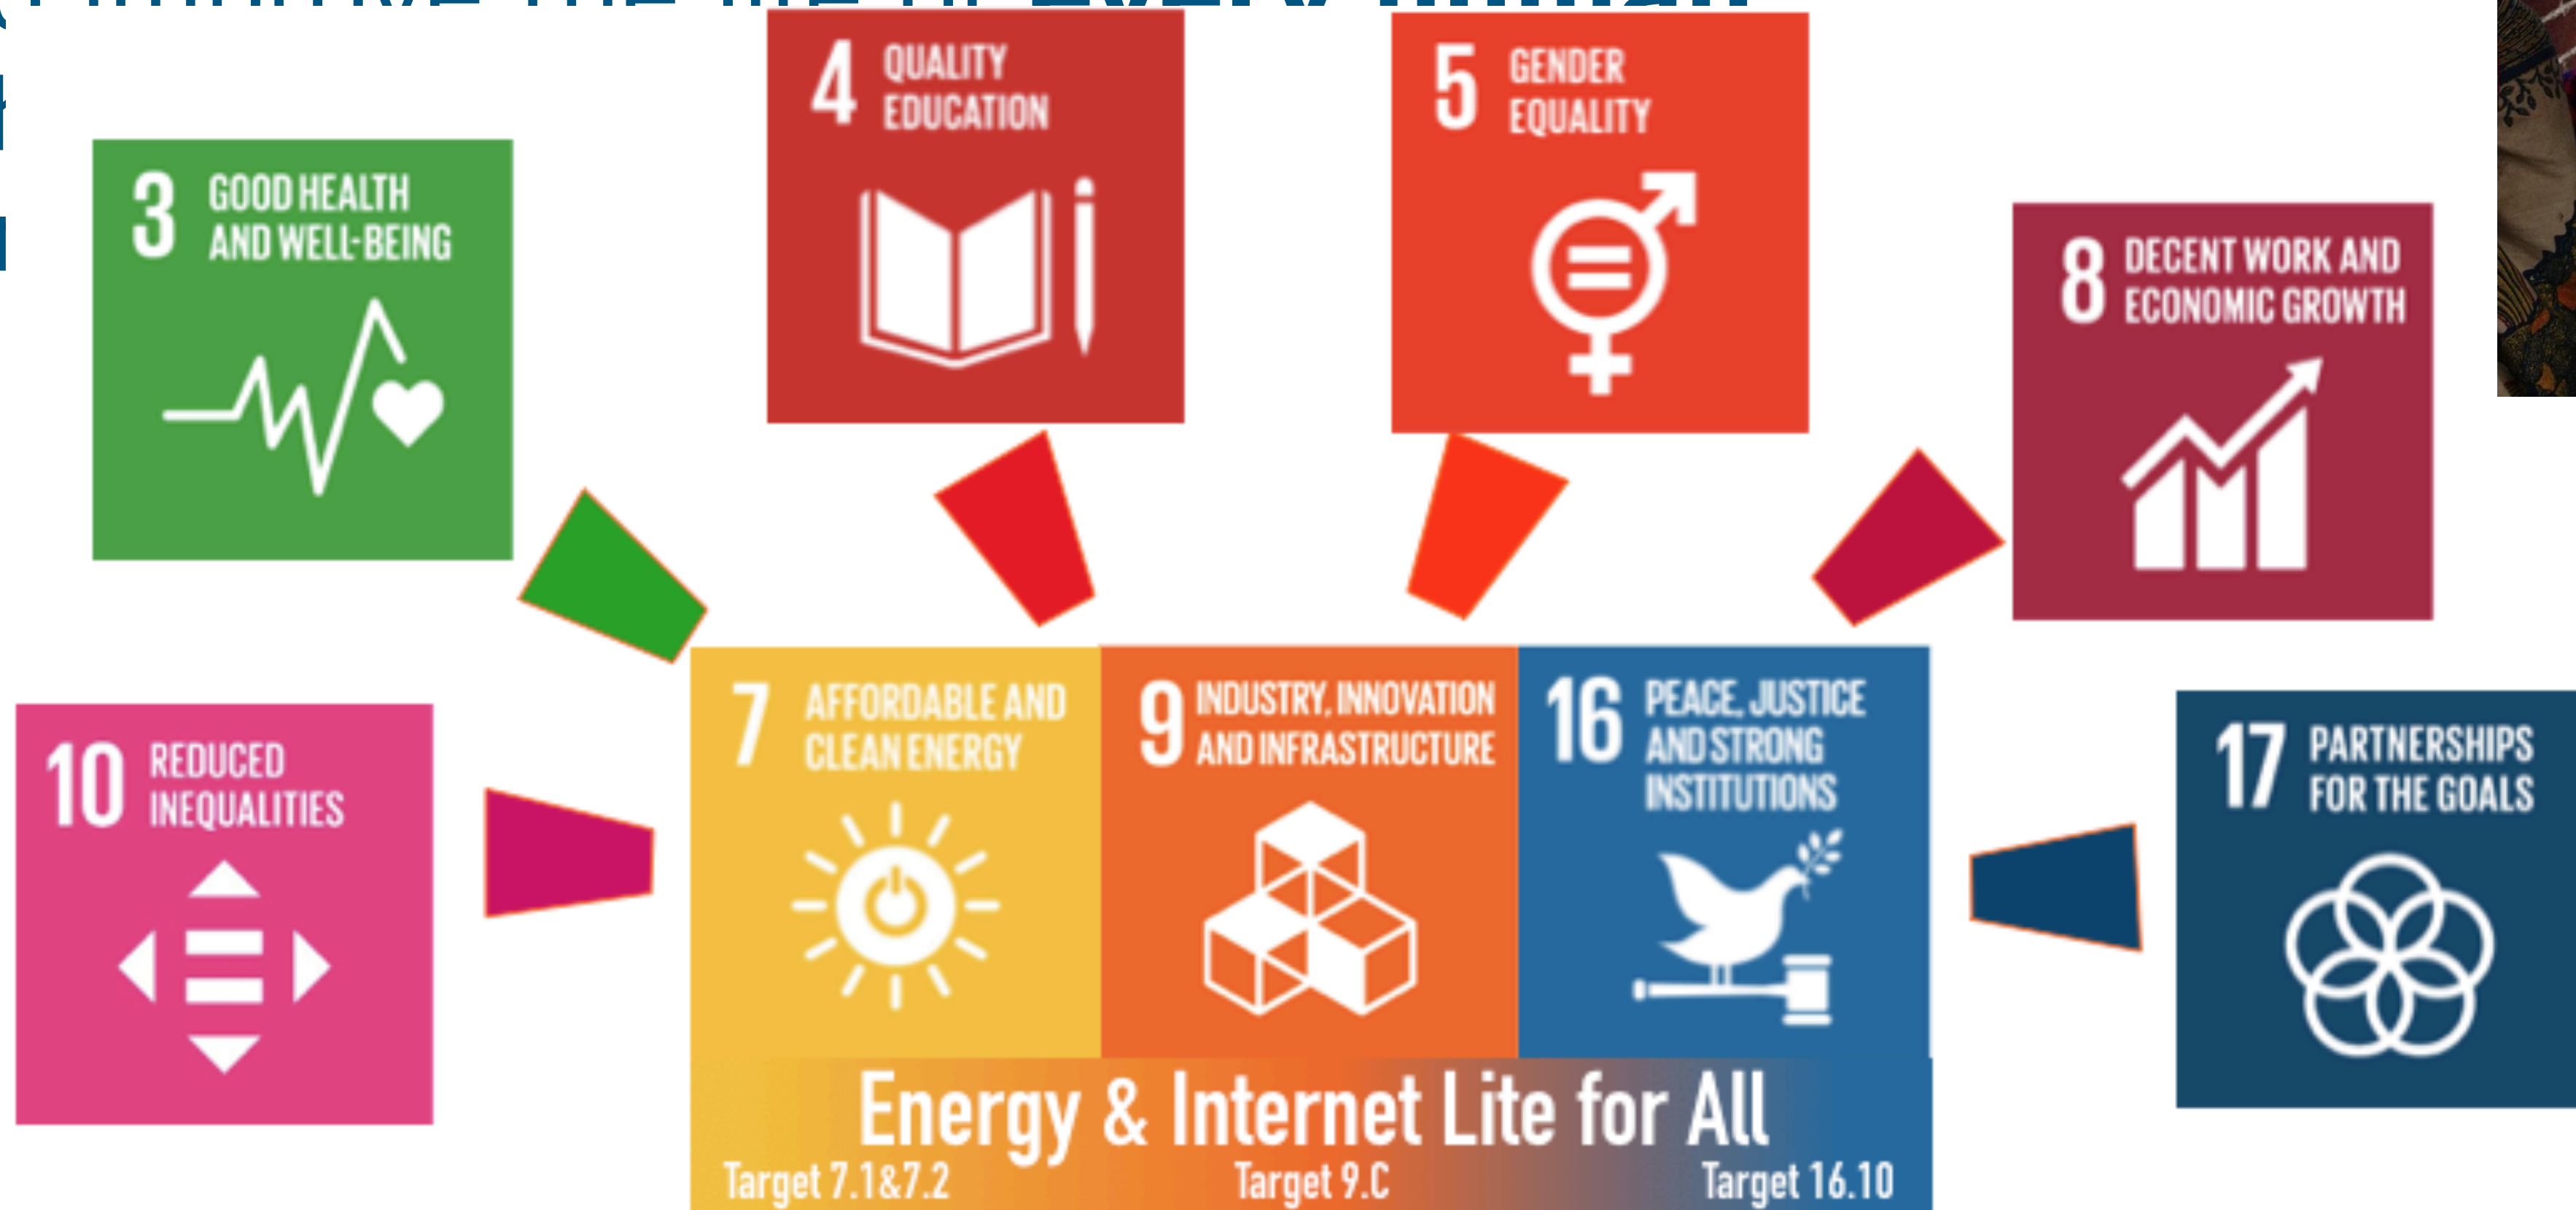 4 QUALITY
EDUCATION
5 GENDER
EQUALITY
3 GOOD HEALTH
AND WELL-BEING
8 DECENT WORK AND
ECONOMIC GROWTH
10 REDUCED
INEQUALITIES
7 AFFORDABLE AND
CLEAN ENERGY
9 INDUSTRY, INNOVATION
AND INFRASTRUCTURE
16 PEACE, JUSTICE
AND STRONG
INSTITUTIONS
17 PARTNERSHIPS
FOR THE GOALS
Energy & Internet Lite for All
Target 7.1&7.2
Target 9.C
Target 16.10